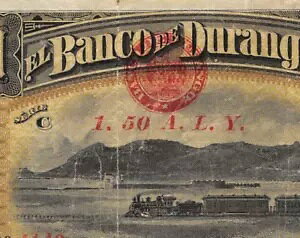 El Banco de Durang
SERIE
C
1. 50 A. L. Y.